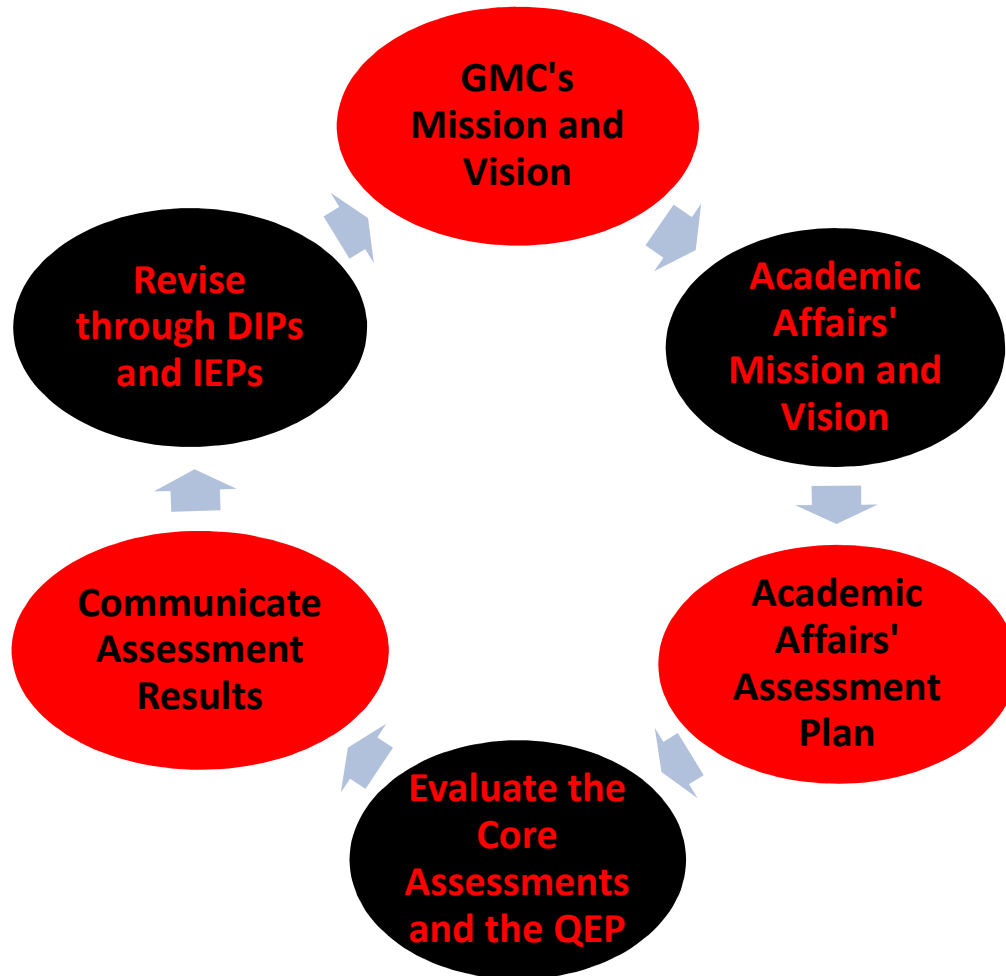 GMC's
Mission and
Vision
Academic
Affairs'
Mission and
Vision
Academic
Affairs'
Assessment
Plan
Evaluate the
Core
Assessments
and the QEP
Communicate
Assessment
Results
Revise
through DIPs
and IEPs